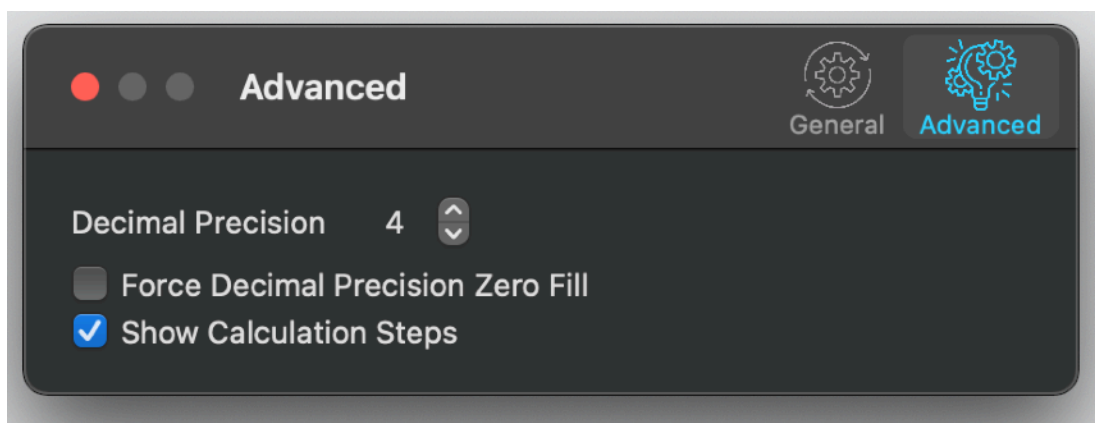 Advanced
General
Advanced
Decimal Precision 4
Force Decimal Precision Zero Fill
Show Calculation Steps